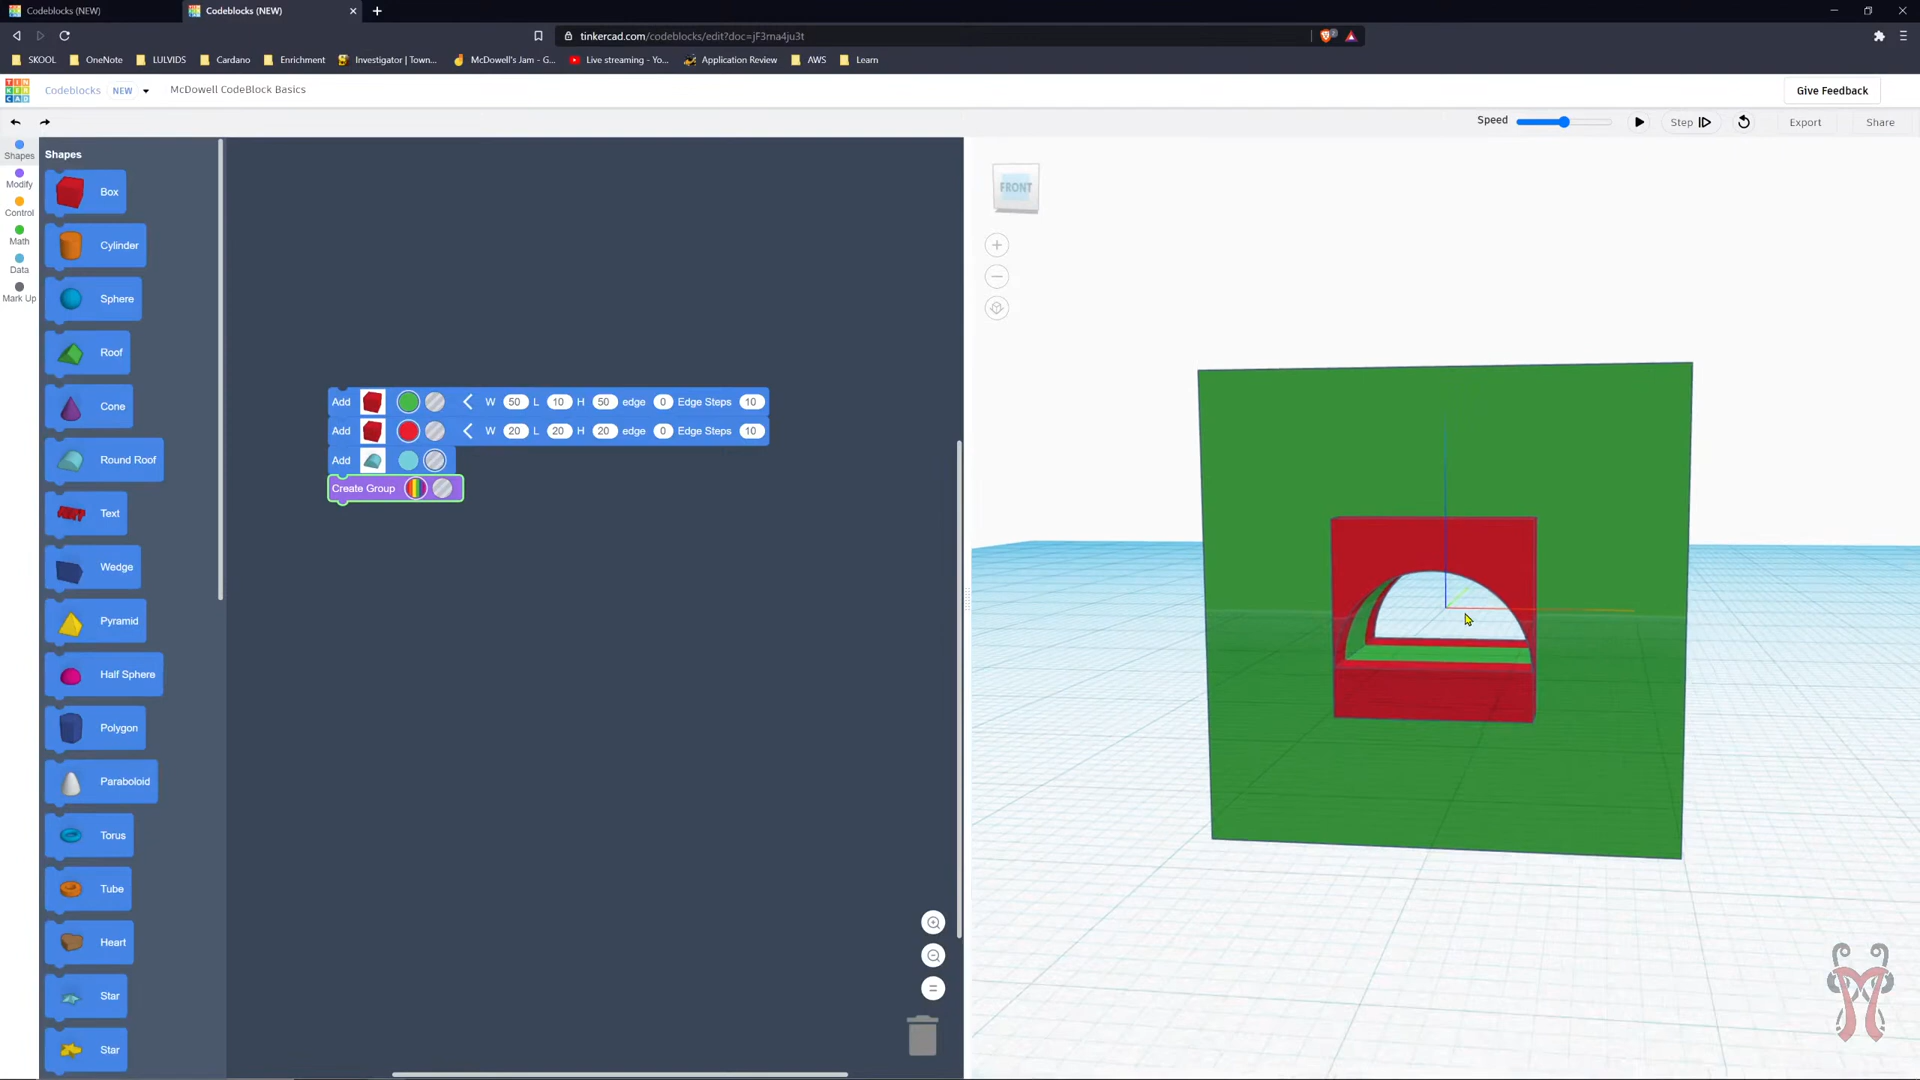 Codeblocks (NEW)
Codeblocks (NEW)
tinkercad.com/codeblocks/edit?doc=jF3ma4ju3t
2
SKOOL
OneNote
LULVIDS
Cardano
Enrichment
Investigator | Town...
McDowell's Jam - G...
Live streaming - Yo...
Application Review
AWS
Learn
TIN
KER
CAD
Codeblocks NEW
McDowell CodeBlock Basics
Give Feedback
Speed
Step
Export
Share
Shapes
Modify
Control
Math
Data
Mark Up
Shapes
Box
Cylinder
Sphere
Roof
Cone
Round Roof
Text
Wedge
Pyramid
Half Sphere
Polygon
Paraboloid
Torus
Tube
Heart
Star
Star
Add W 50 L 10 H 50 edge 0 Edge Steps 10
Add W 20 L 20 H 20 edge 0 Edge Steps 10
Add
Create Group
FRONT